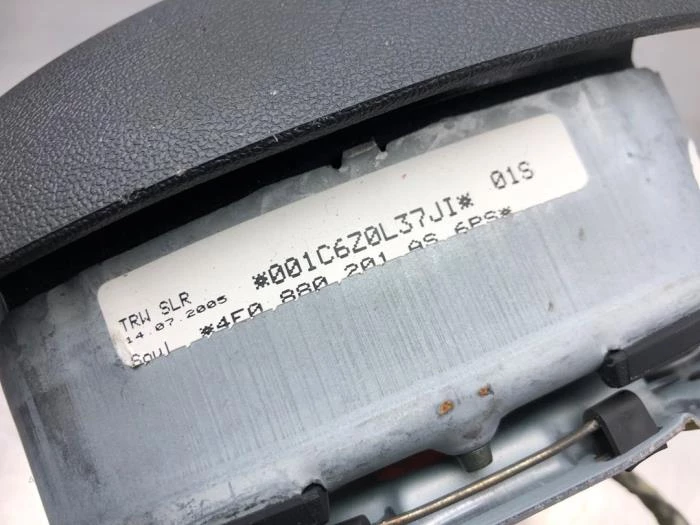 *001C6Z0L37JI* 01S
TRW SLR
14.07.2005
*4F0 880 201 AS 6PS*
Soul